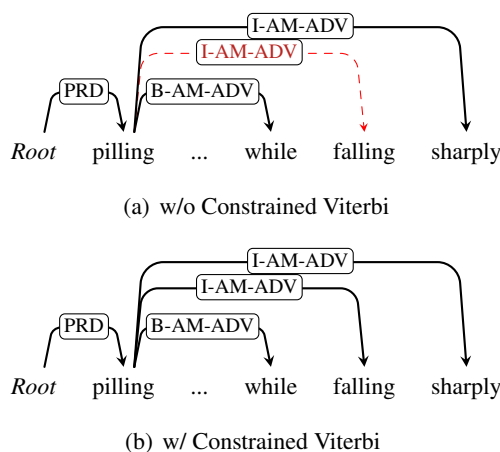 I-AM-ADV
I-AM-ADV
PRD B-AM-ADV
Root pilling ... while falling sharply
(a) w/o Constrained Viterbi
I-AM-ADV
I-AM-ADV
PRD B-AM-ADV
Root pilling ... while falling sharply
(b) w/ Constrained Viterbi